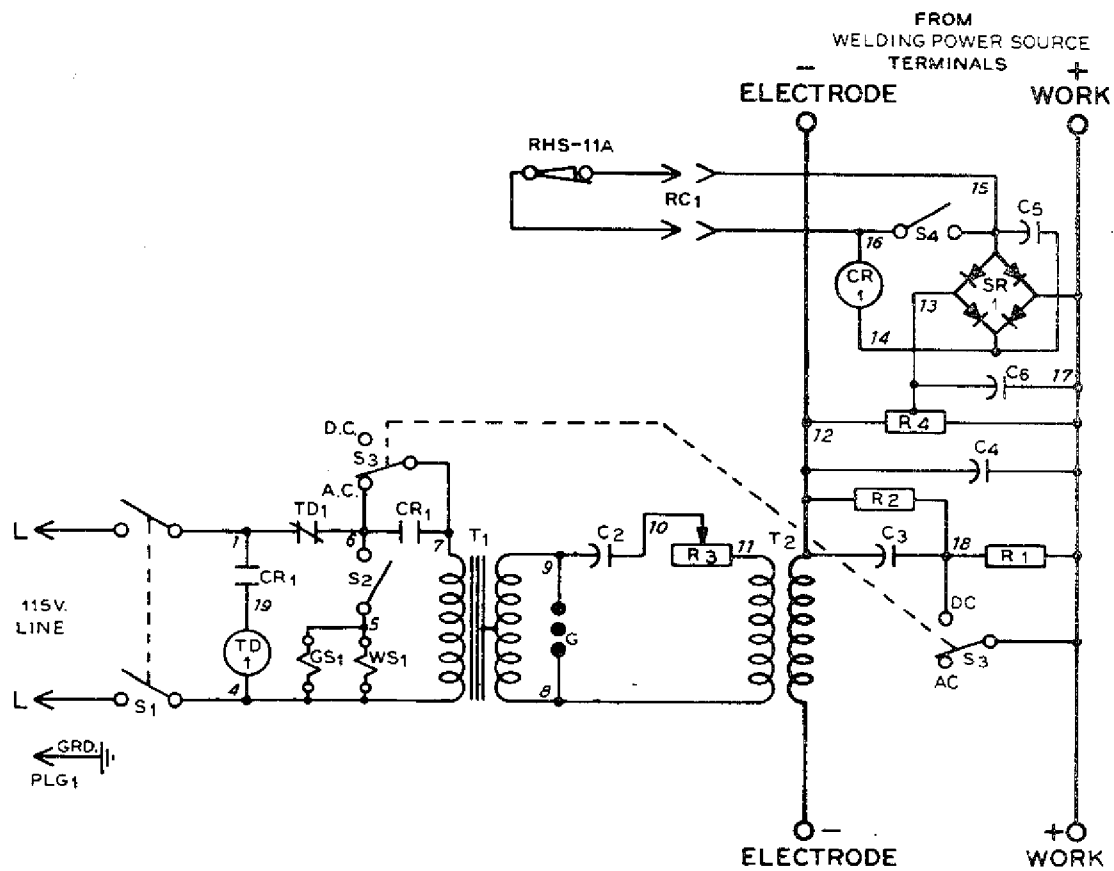 FROM
WELDING POWER SOURCE
TERMINALS
- +
ELECTRODE WORK
RHS-11A
RC1
15
16
S4
C5
CR
1
SR
1
13
14
C6
17
12
R4
C4
D.C.
S3
A.C.
R2
L
1
TD1
6
CR1
7
T1
9
C2
10
R3
11
T2
C3
18
R1
CR1
19
S2
115V.
LINE
TD
1
5
GS1
WS1
G
DC
S3
AC
L
S1
4
8
GRD.
PLG1
- +
ELECTRODE WORK